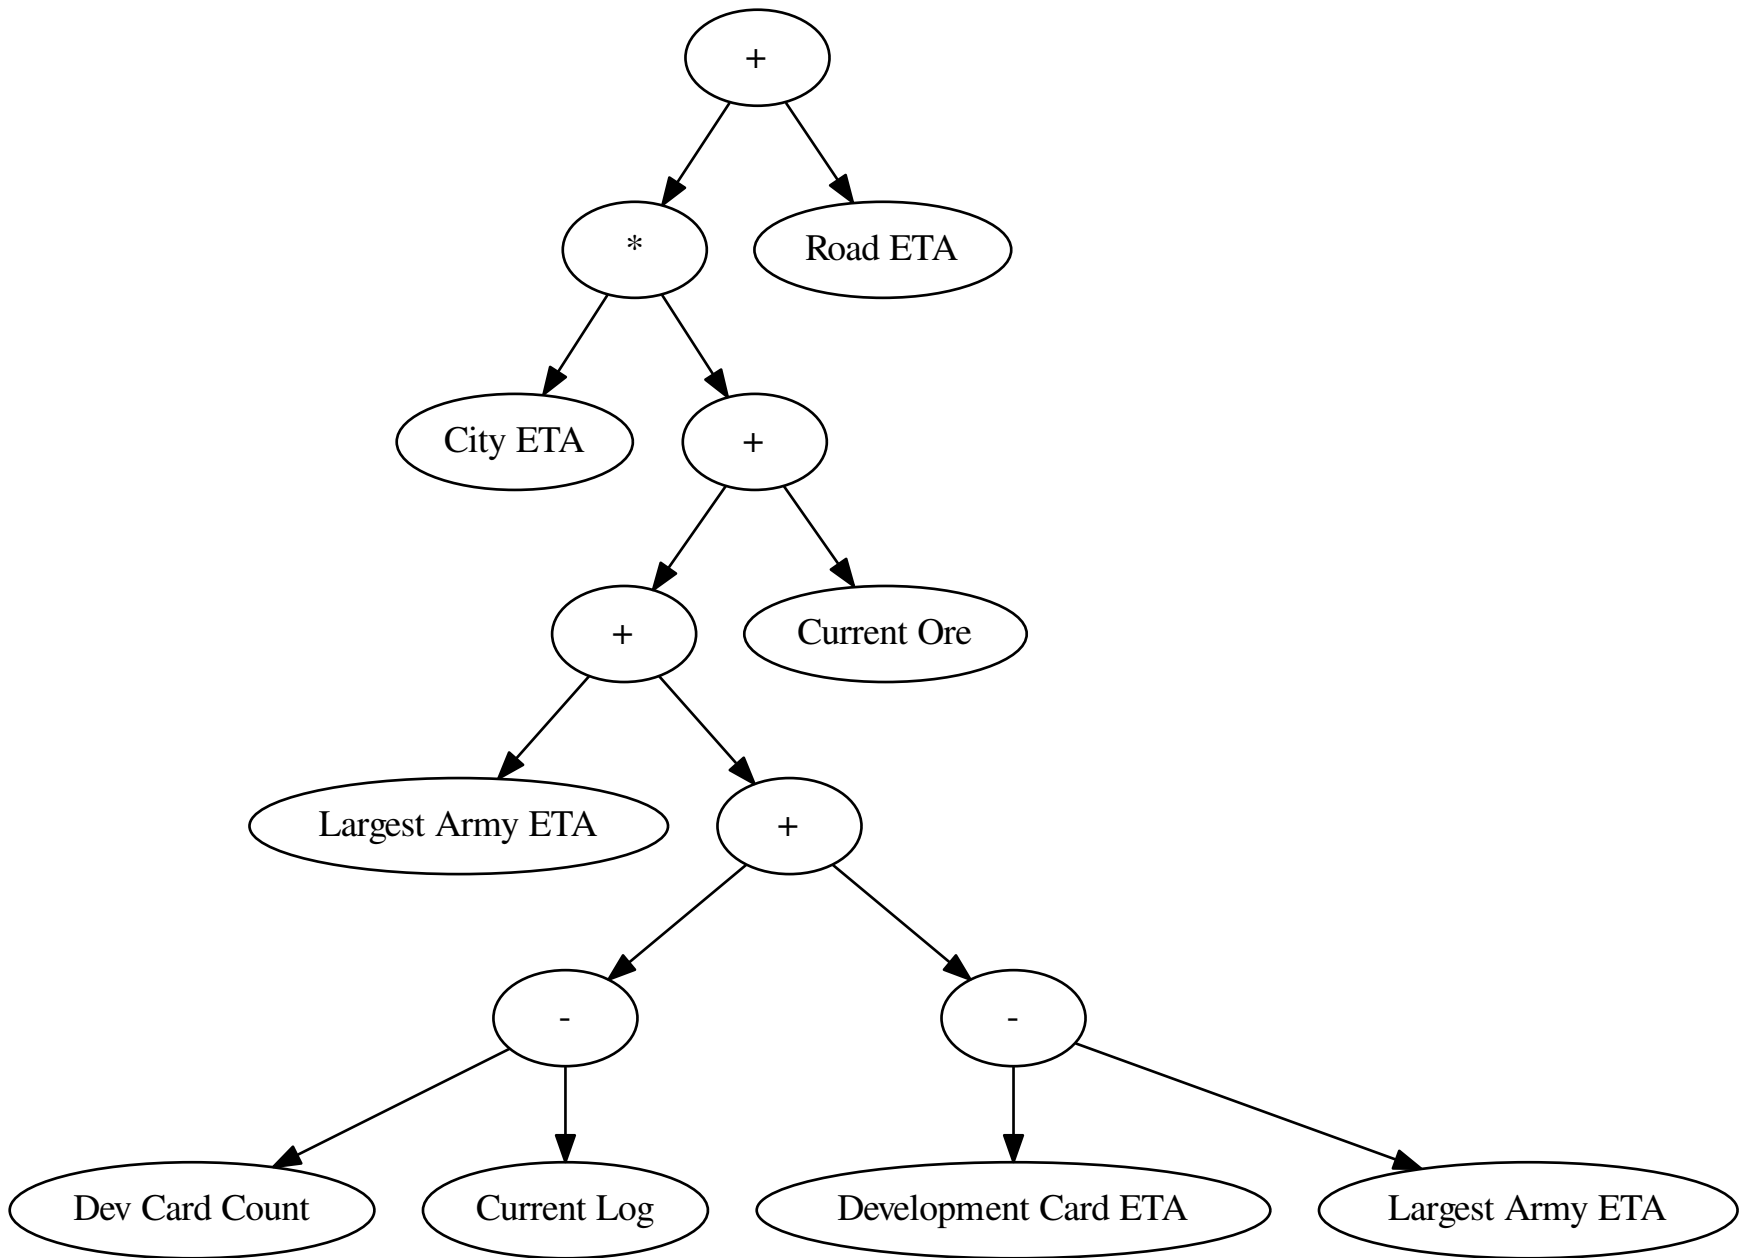 +
*
Road ETA
City ETA
+
+
Current Ore
Largest Army ETA
+
-
-
Dev Card Count
Current Log
Development Card ETA
Largest Army ETA